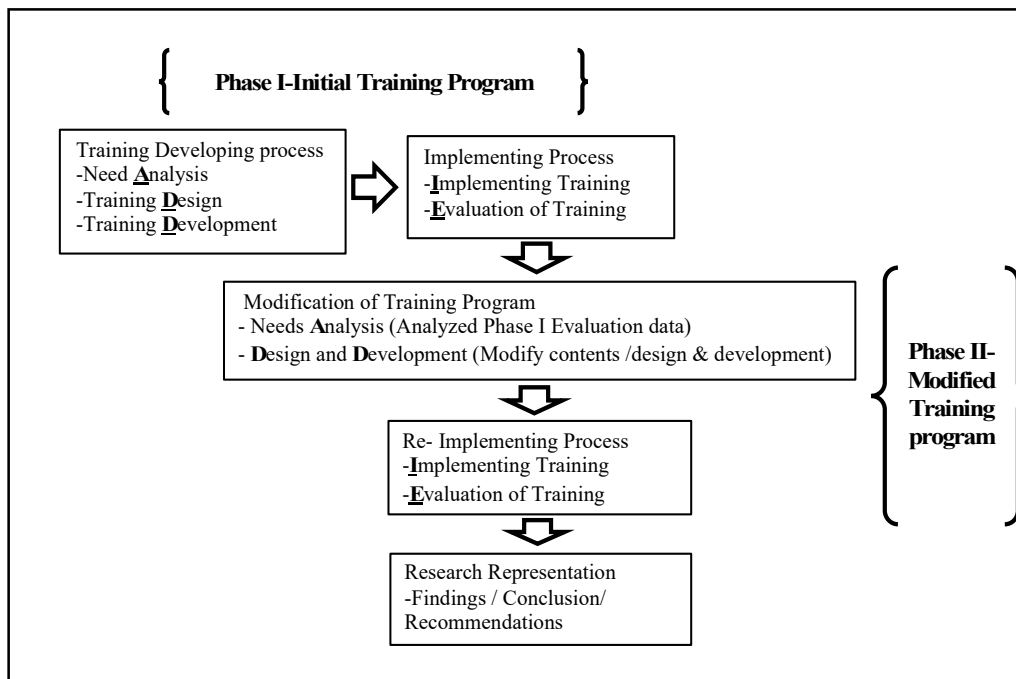 Phase I-Initial Training Program
Training Developing process
-Need Analysis
-Training Design
-Training Development
Implementing Process
-Implementing Training
-Evaluation of Training
Modification of Training Program
- Needs Analysis (Analyzed Phase I Evaluation data)
- Design and Development (Modify contents /design & development)
Phase II-
Modified
Training
program
Re- Implementing Process
-Implementing Training
-Evaluation of Training
Research Representation
-Findings / Conclusion/
Recommendations